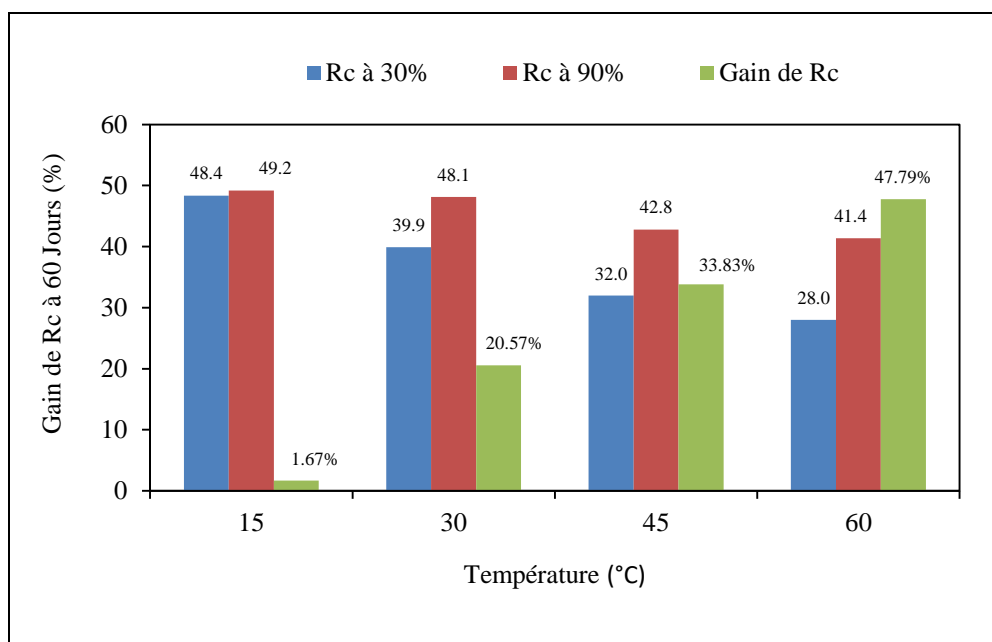 Rc à 30% Rc à 90% Gain de Rc
Gain de Rc à 60 Jours (%)
60
50
40
30
20
10
0
48.4 49.2 1.67%
39.9 48.1 20.57%
32.0 42.8 33.83%
28.0 41.4 47.79%
15 30 45 60
Température (°C)